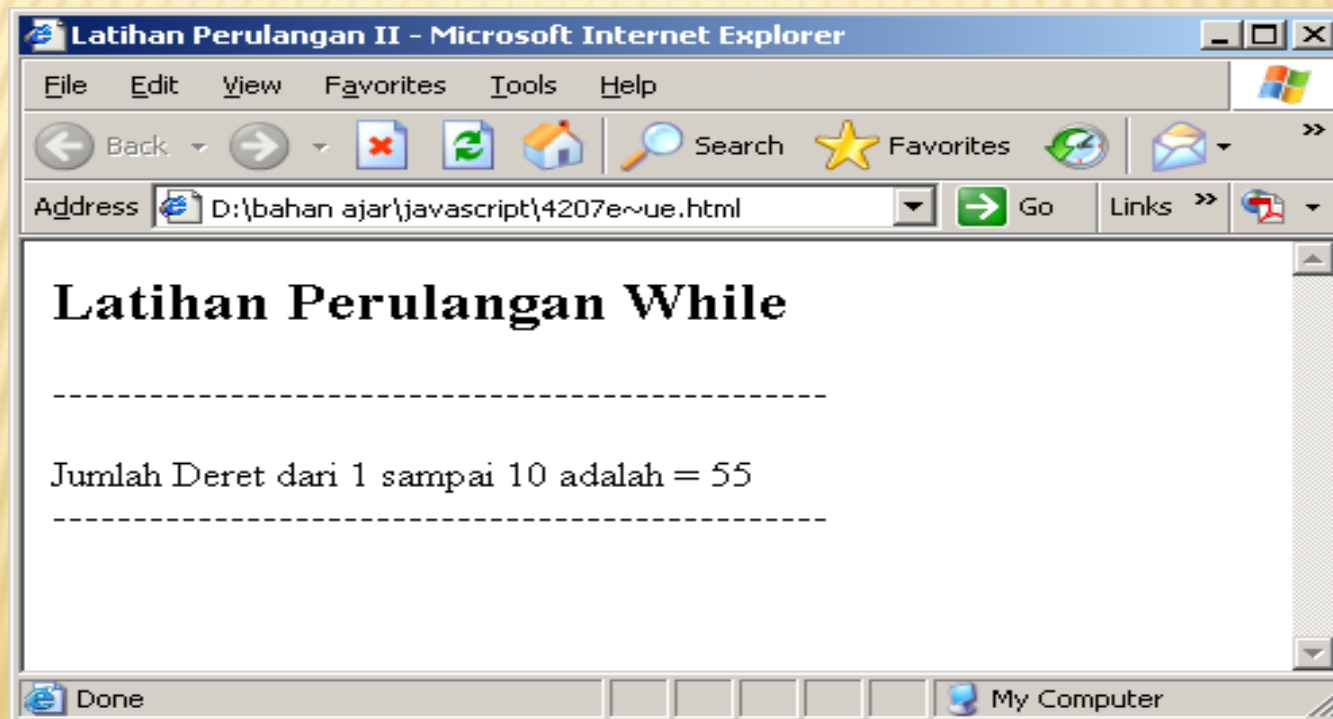 Latihan Perulangan II - Microsoft Internet Explorer
File Edit View Favorites Tools Help
Back Search Favorites »
Address D:\bahan ajar\javascript\4207e~ue.html Go Links »
Latihan Perulangan While
------------------------------------------------
Jumlah Deret dari 1 sampai 10 adalah = 55
------------------------------------------------
Done My Computer